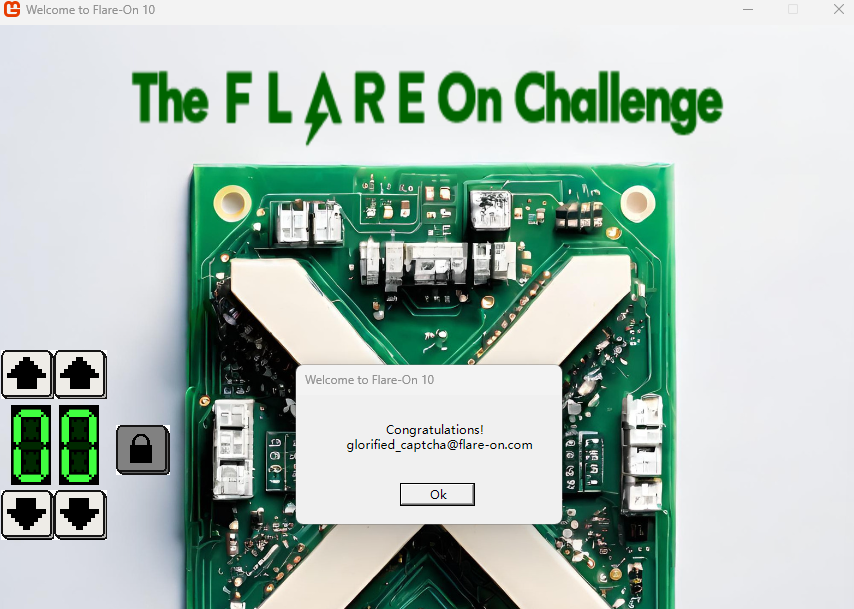 Welcome to Flare-On 10
The FLARE On Challenge
Welcome to Flare-On 10
Congratulations!
glorified_captcha@flare-on.com
00
Ok